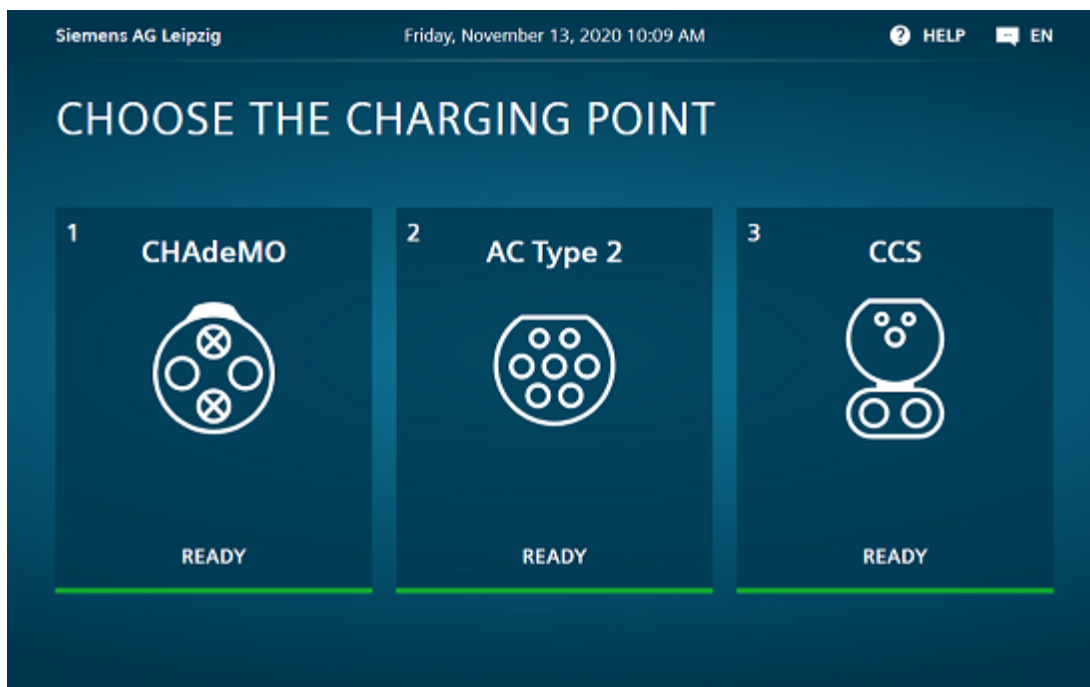 Siemens AG Leipzig
Friday, November 13, 2020 10:09 AM
HELP
EN
CHOOSE THE CHARGING POINT
1
CHAdeMO
READY
2
AC Type 2
READY
3
CCS
READY